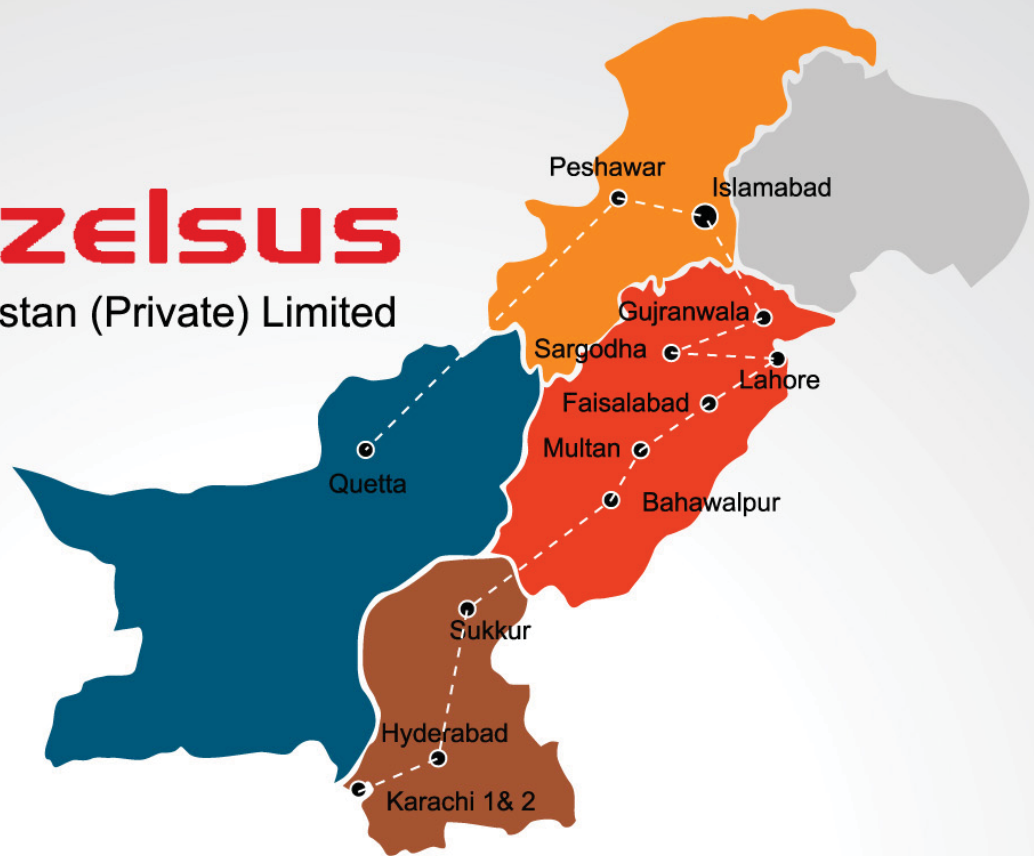 zelsus
stan (Private) Limited
Peshawar
Islamabad
Gujranwala
Sargodha
Lahore
Faisalabad
Multan
Quetta
Bahawalpur
Sukkur
Hyderabad
Karachi 1& 2